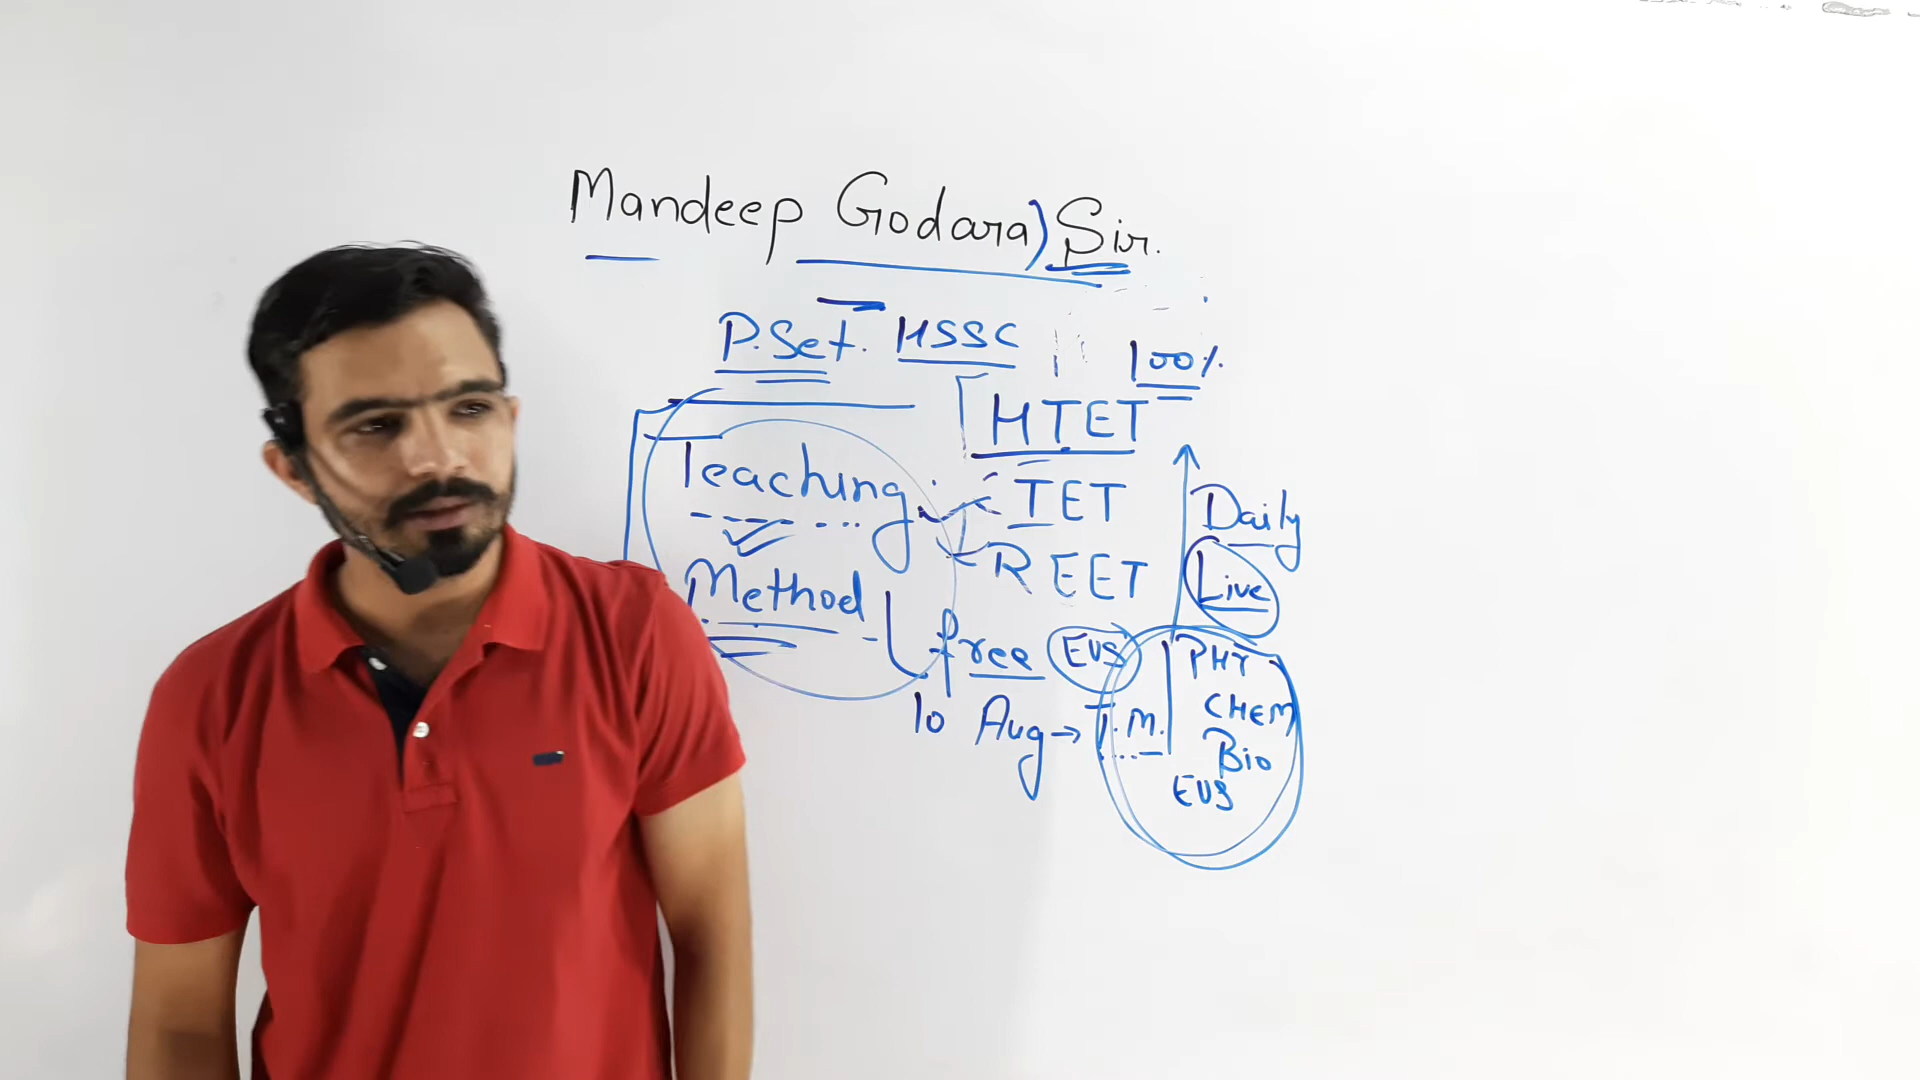 Mandeep Godara) Sir.
P.Set. HSSC
100%
HTET
Teaching
TET
Daily
Method
REET
Live
free EVS
PHY
10 Aug → T.M.
CHEM
Bio
EVS